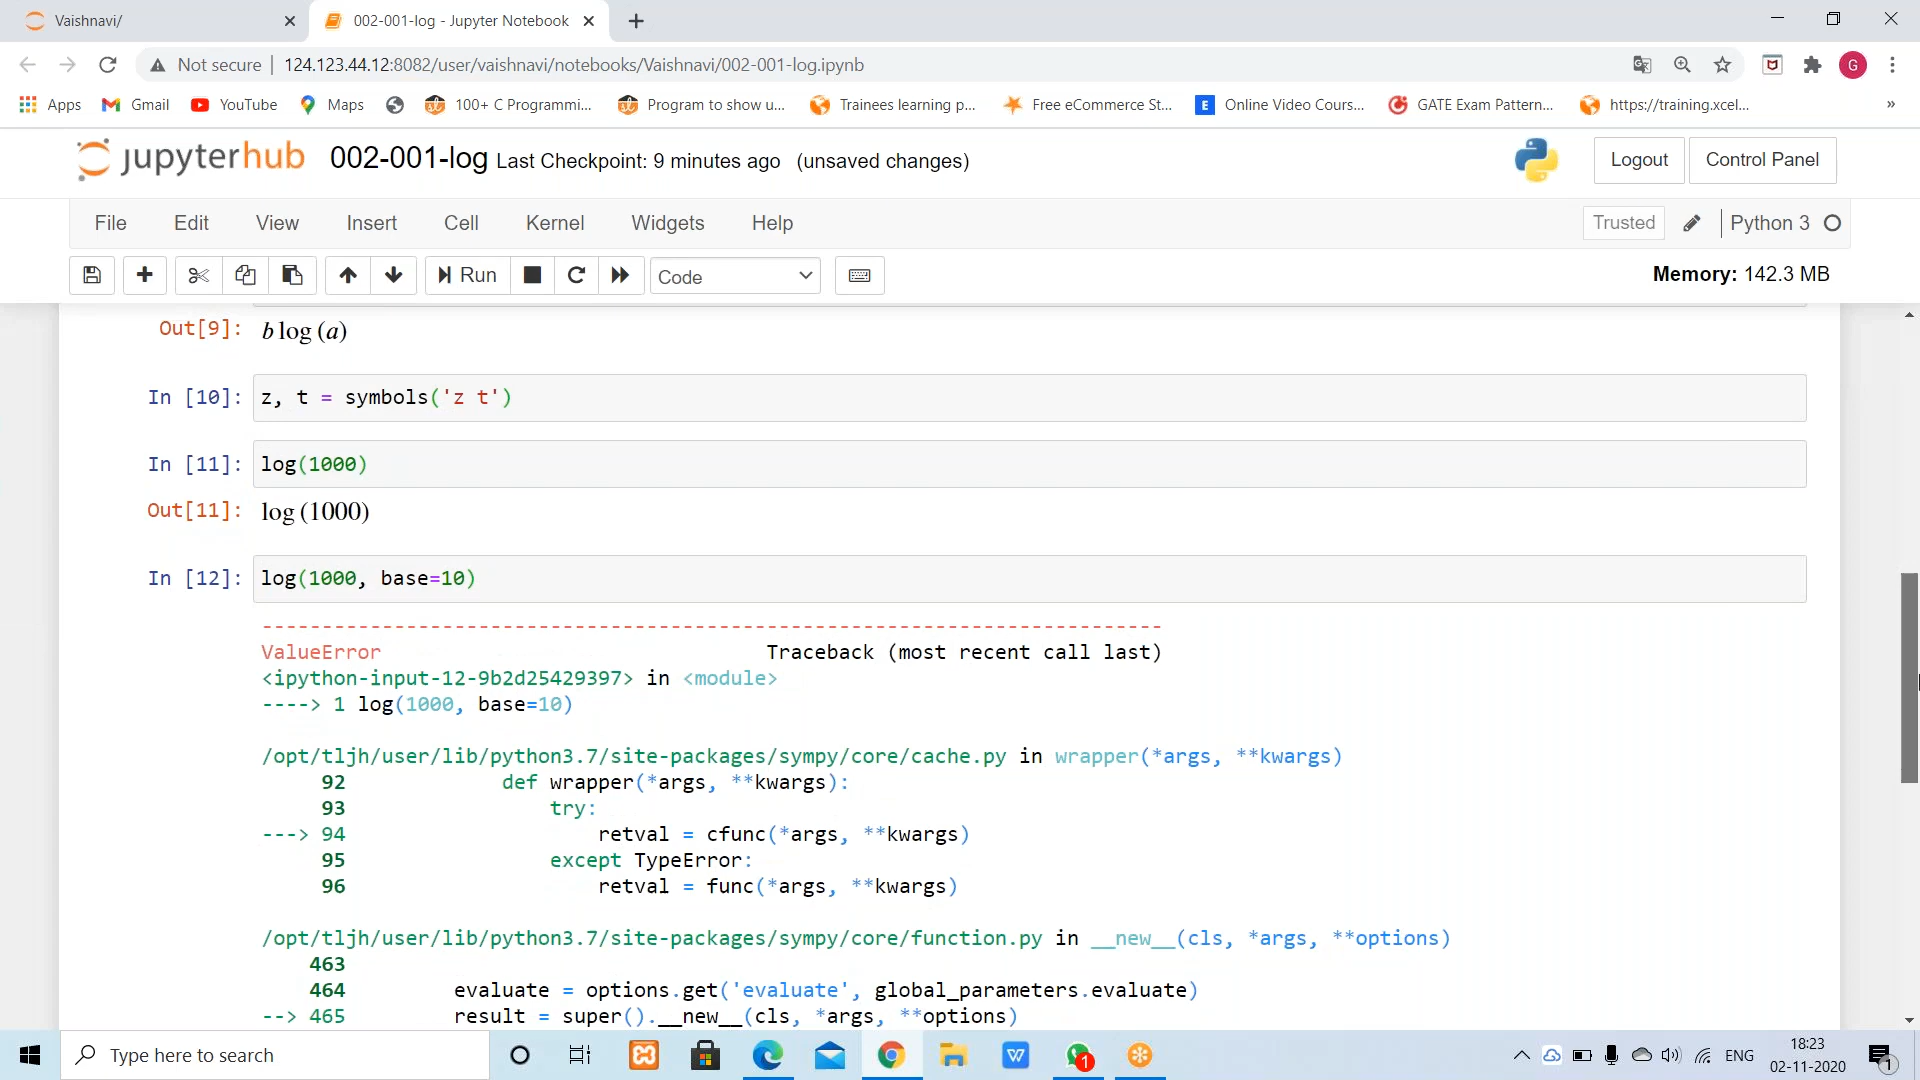 Vaishnavi/
002-001-log - Jupyter Notebook
Not secure | 124.123.44.12:8082/user/vaishnavi/notebooks/Vaishnavi/002-001-log.ipynb
G
Apps Gmail YouTube Maps 100+ C Programmi... Program to show u... Trainees learning p... Free eCommerce St... E Online Video Cours... GATE Exam Pattern... https://training.xcel... »
jupyterhub 002-001-log Last Checkpoint: 9 minutes ago (unsaved changes) Logout Control Panel
File Edit View Insert Cell Kernel Widgets Help Trusted Python 3
Run Code Memory: 142.3 MB
Out[9]: b log (a)
In [10]: z, t = symbols('z t')
In [11]: log(1000)
Out[11]: log (1000)
In [12]: log(1000, base=10)
---------------------------------------------------------------------------
ValueError Traceback (most recent call last)
<ipython-input-12-9b2d25429397> in <module>
----> 1 log(1000, base=10)
/opt/tljh/user/lib/python3.7/site-packages/sympy/core/cache.py in wrapper(*args, **kwargs)
92 def wrapper(*args, **kwargs):
93 try:
---> 94 retval = cfunc(*args, **kwargs)
95 except TypeError:
96 retval = func(*args, **kwargs)
/opt/tljh/user/lib/python3.7/site-packages/sympy/core/function.py in __new__(cls, *args, **options)
463
464 evaluate = options.get('evaluate', global_parameters.evaluate)
--> 465 result = super().__new__(cls, *args, **options)
Type here to search
W
1
ENG
18:23
02-11-2020
1